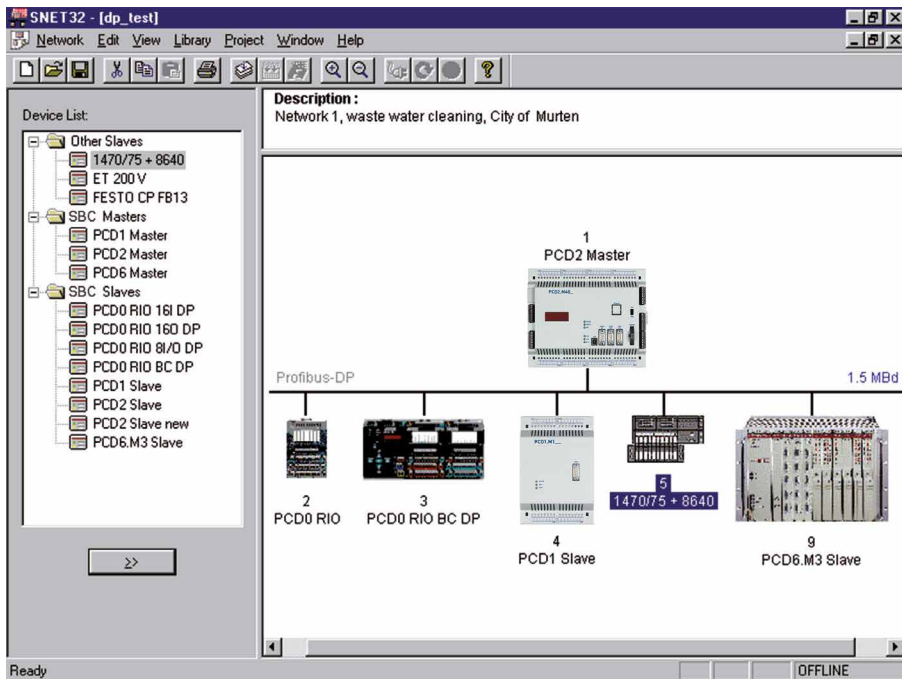 SNET32 - [dp_test]
Network Edit View Library Project Window Help
Device List:
Other Slaves
1470/75 + 8640
ET 200 V
FESTO CP FB13
SBC Masters
PCD1 Master
PCD2 Master
PCD6 Master
SBC Slaves
PCD0 RIO 16I DP
PCD0 RIO 16O DP
PCD0 RIO 8I/O DP
PCD0 RIO BC DP
PCD1 Slave
PCD2 Slave
PCD2 Slave new
PCD6.M3 Slave
>>
Description :
Network 1, waste water cleaning, City of Murten
1
PCD2 Master
Profibus-DP
1.5 MBd
2
PCD0 RIO
3
PCD0 RIO BC DP
4
PCD1 Slave
5
1470/75 + 8640
9
PCD6.M3 Slave
Ready
OFFLINE